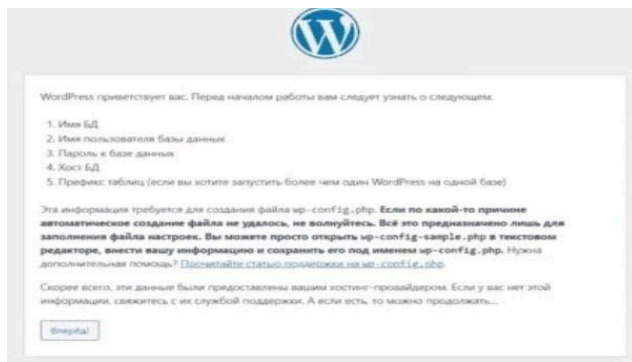 WordPress приветствует вас. Перед началом работы вам следует узнать о следующем.
1. Имя БД
2. Имя пользователя базы данных
3. Пароль к базе данных
4. Хост БД
5. Префикс таблиц (если вы хотите запустить более чем один WordPress на одной базе)
Эта информация требуется для создания файла wp-config.php. Если по какой-то причине
автоматическое создание файла не удалось, не волнуйтесь. Всё это предназначено лишь для
заполнения файла настроек. Вы можете просто открыть wp-config-sample.php в текстовом
редакторе, внести вашу информацию и сохранить его под именем wp-config.php. Нужна
дополнительная помощь? Прочитайте статью поддержки на wp-config.php.
Скорее всего, эти данные были предоставлены вашим хостинг-провайдером. Если у вас нет этой
информации, свяжитесь с их службой поддержки. А если есть, то можно продолжать...
Вперёд!